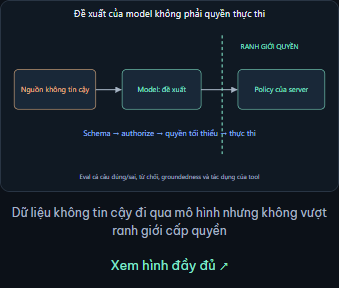 Đề xuất của model không phải quyền thực thi
RANH GIỚI QUYỀN
Nguồn không tin cậy
Model: đề xuất
Policy của server
Schema → authorize → quyền tối thiểu → thực thi
Eval cả câu đúng/sai, từ chối, groundedness và tác dụng của tool
Dữ liệu không tin cậy đi qua mô hình nhưng không vượt
ranh giới cấp quyền
Xem hình đầy đủ ↗